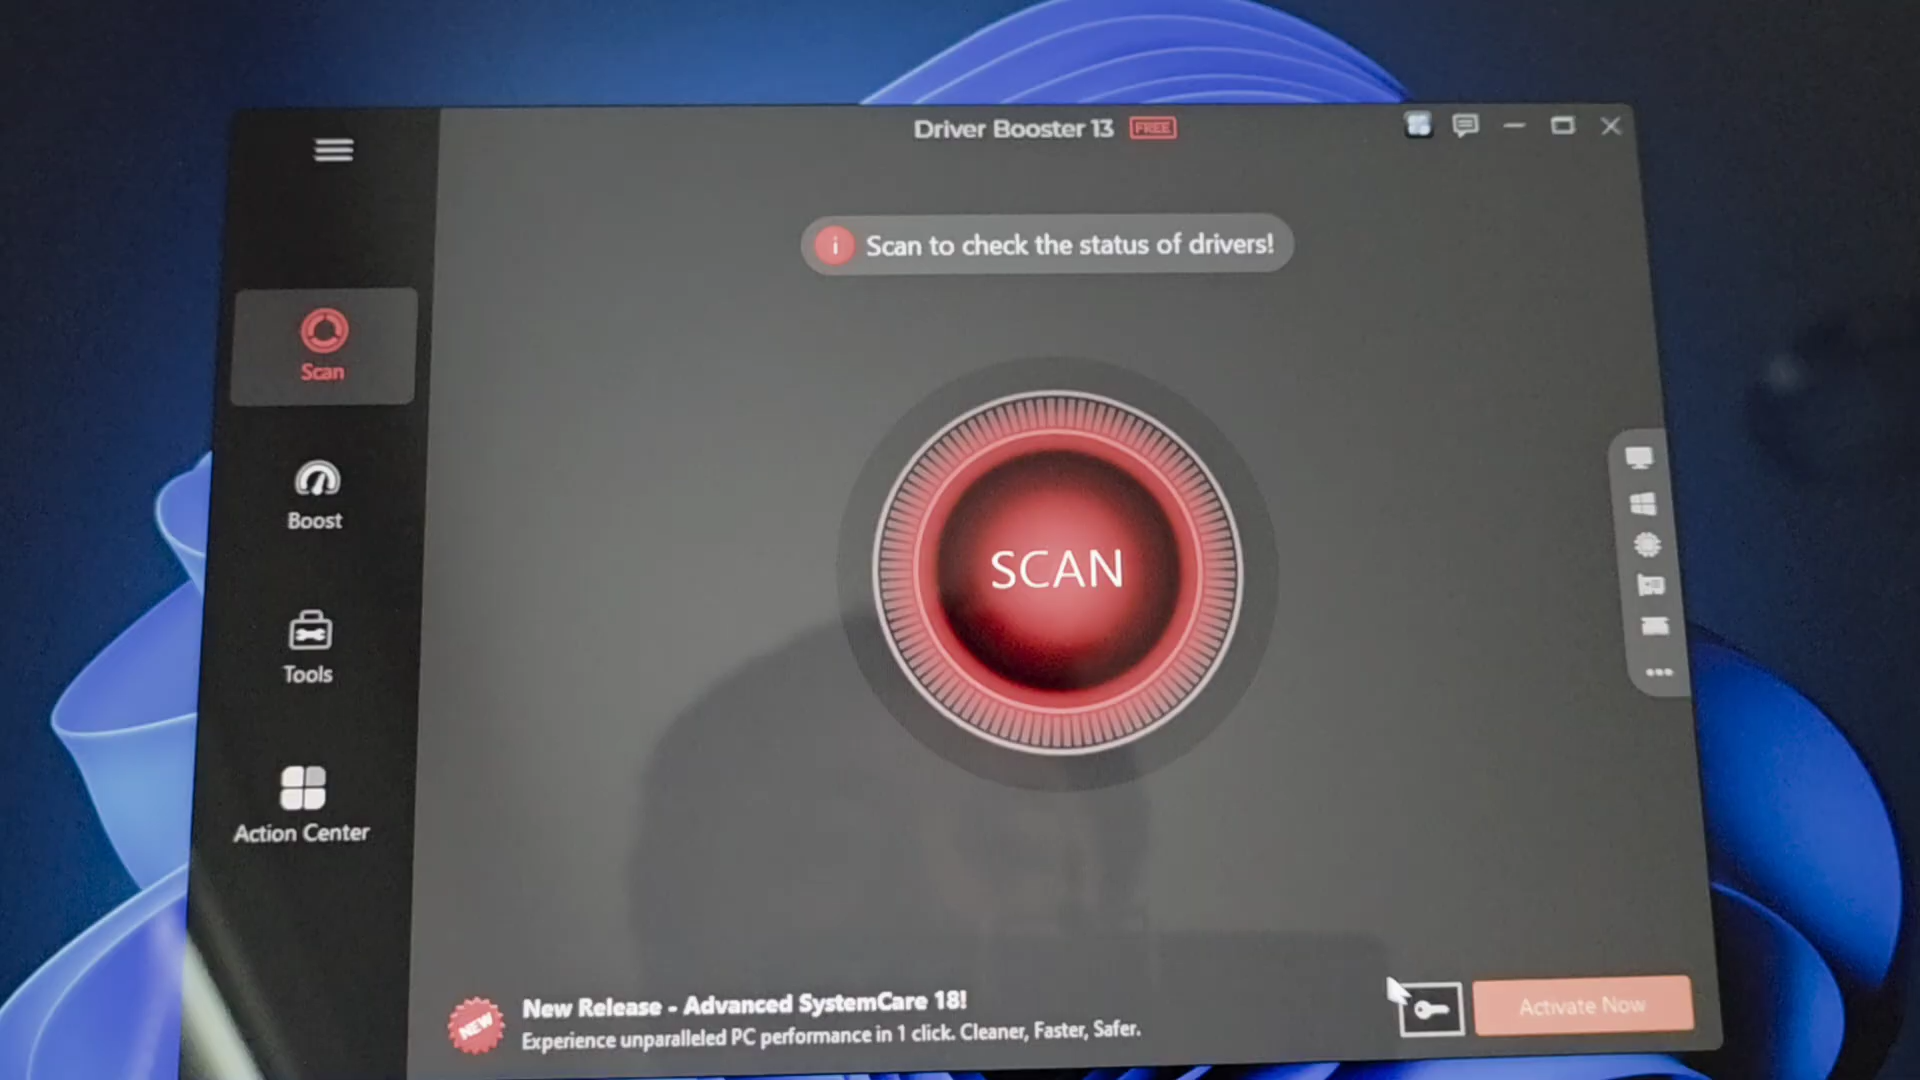 Driver Booster 13 FREE
i Scan to check the status of drivers!
Scan
Boost
Tools
Action Center
SCAN
NEW
New Release - Advanced SystemCare 18!
Experience unparalleled PC performance in 1 click. Cleaner, Faster, Safer.
Activate Now